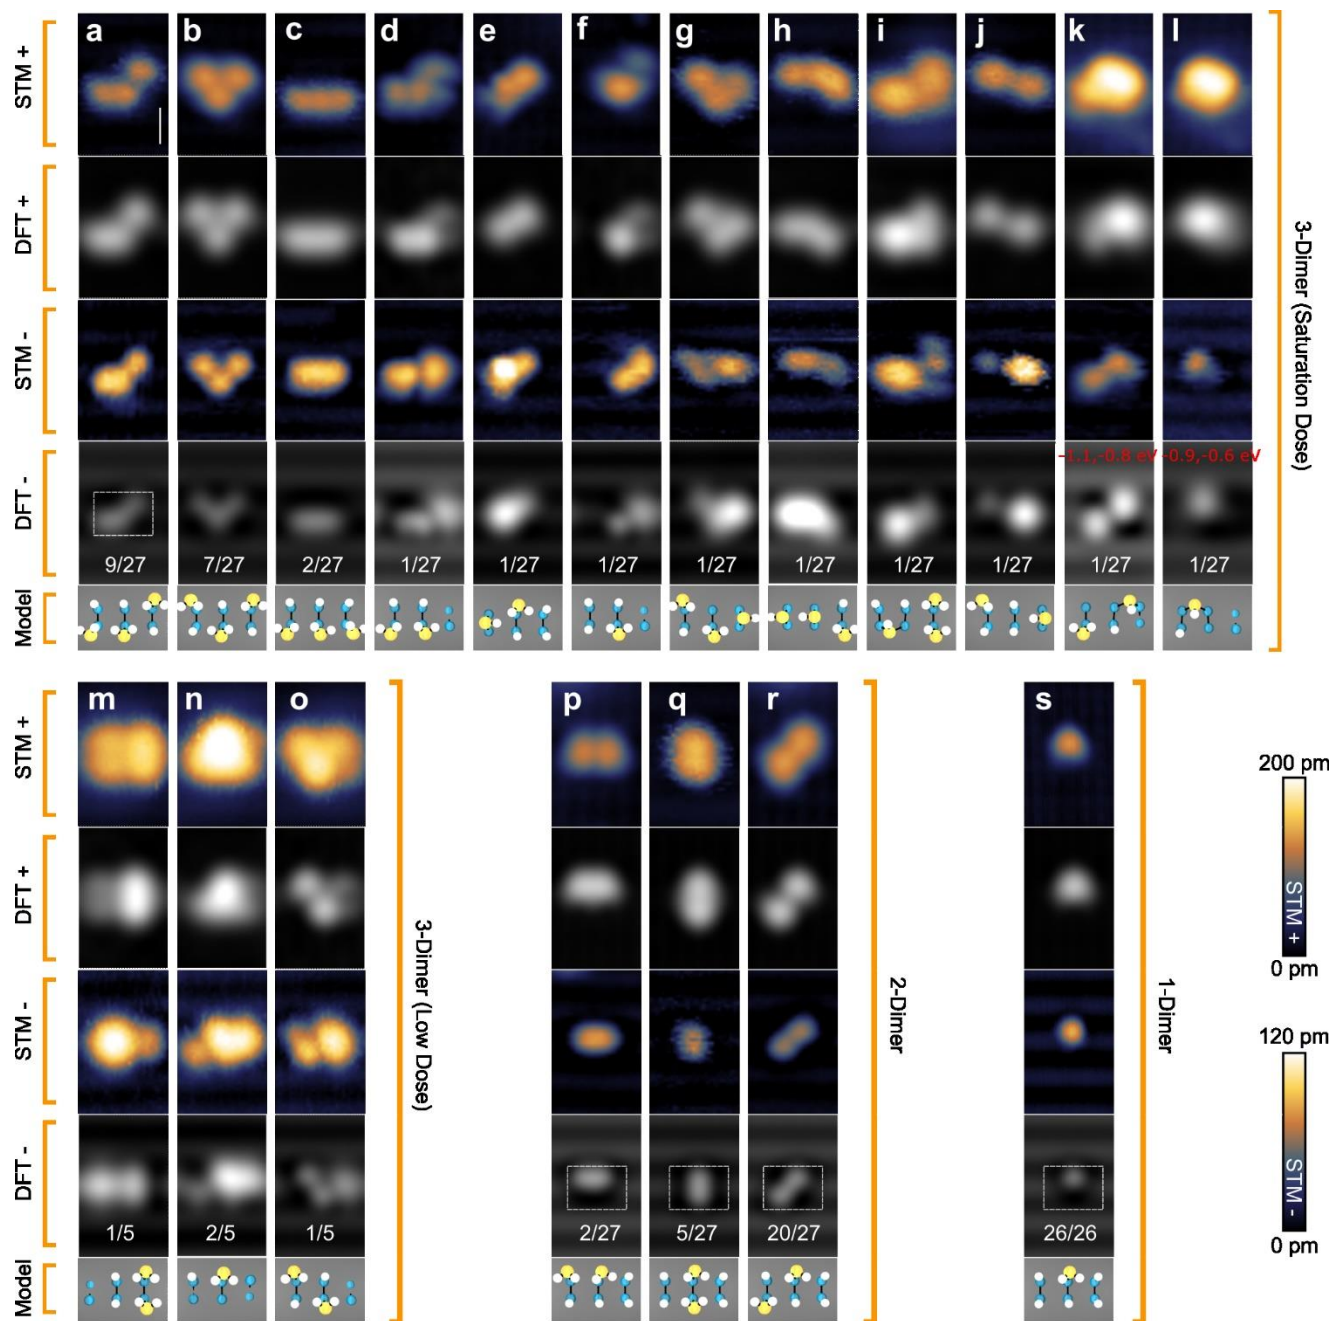 a b c d e f g h i j k l
STM +
DFT +
STM -
DFT -
-1.1,-0.8 eV -0.9,-0.6 eV
9/27 7/27 2/27 1/27 1/27 1/27 1/27 1/27 1/27 1/27 1/27 1/27
Model
3-Dimer (Saturation Dose)
m n o
STM +
DFT +
STM -
DFT -
1/5 2/5 1/5
Model
3-Dimer (Low Dose)
p q r
2/27 5/27 20/27
2-Dimer
s
26/26
1-Dimer
200 pm
STM +
0 pm
120 pm
STM -
0 pm